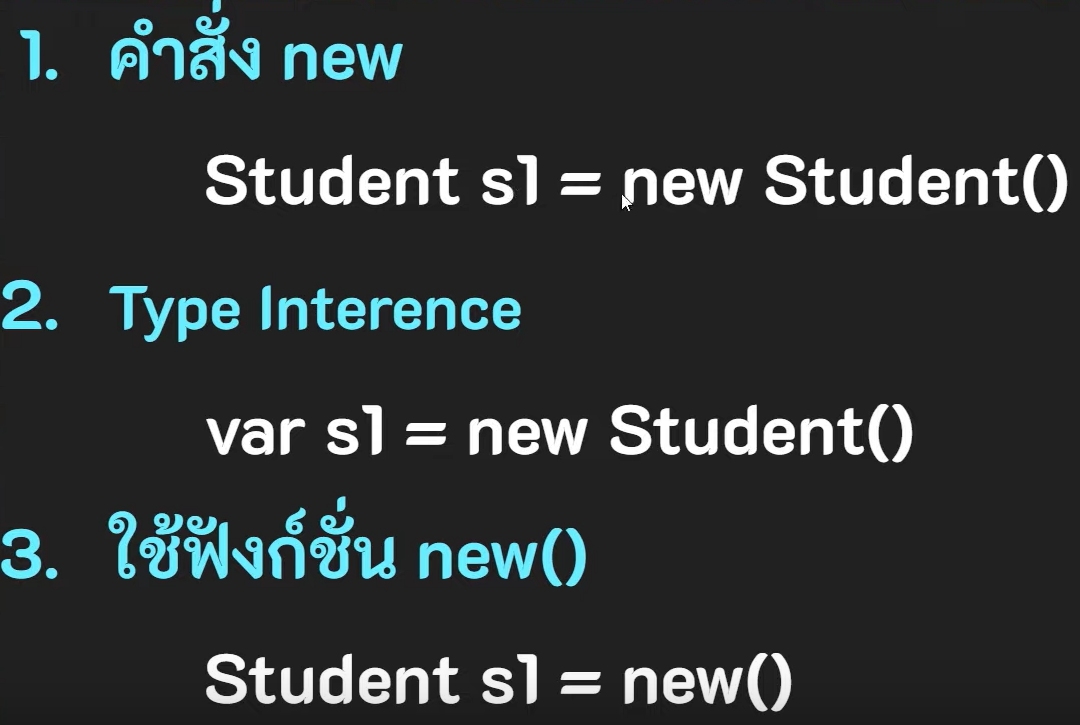 1. คำสั่ง new
Student s1 = new Student()
2. Type Interence
var s1 = new Student()
3. ใช้ฟังก์ชั่น new()
Student s1 = new()